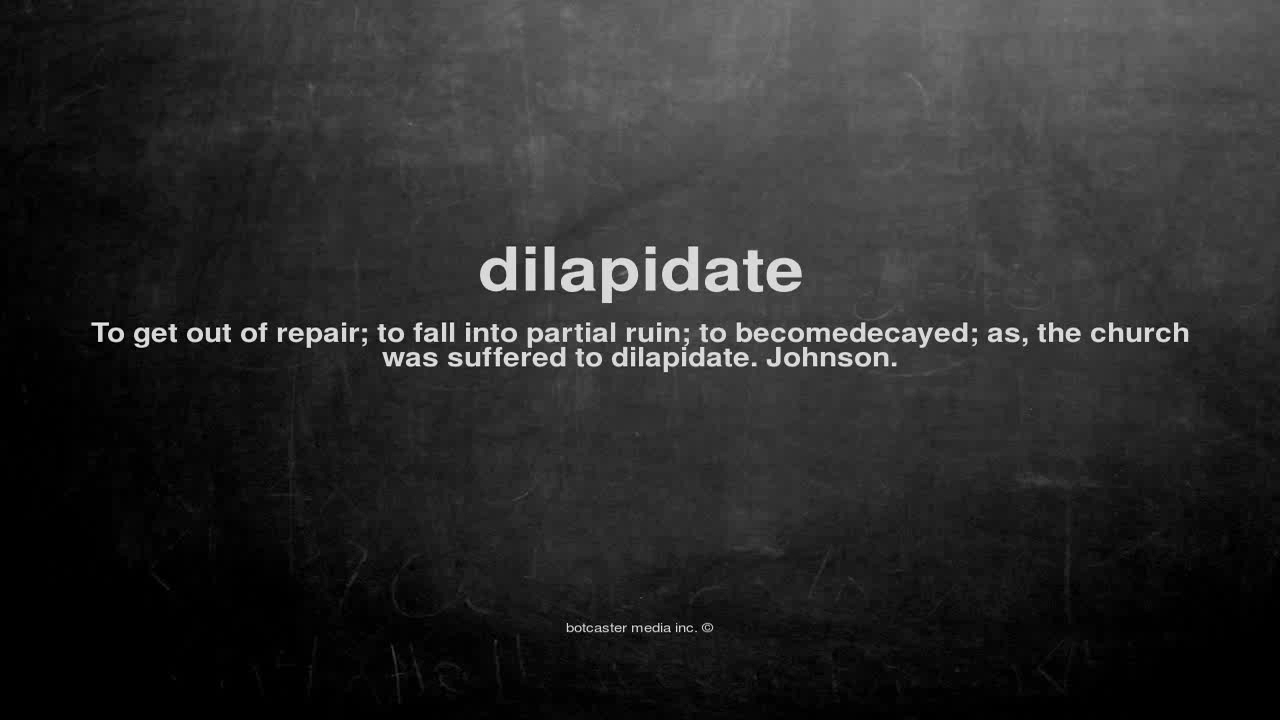 dilapidate
To get out of repair; to fall into partial ruin; to becomedecayed; as, the church
was suffered to dilapidate. Johnson.
botcaster media inc. ©